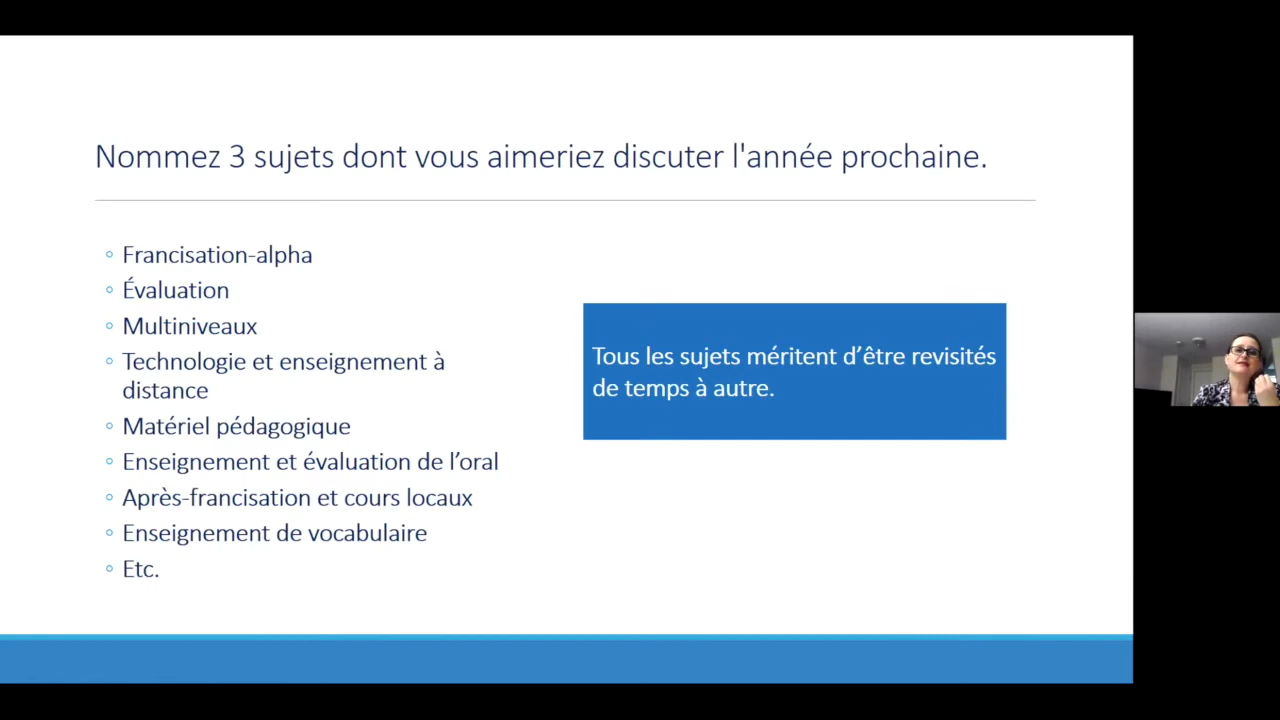 Nommez 3 sujets dont vous aimeriez discuter l'année prochaine.
◦ Francisation-alpha
◦ Évaluation
◦ Multiniveaux
◦ Technologie et enseignement à
distance
◦ Matériel pédagogique
◦ Enseignement et évaluation de l’oral
◦ Après-francisation et cours locaux
◦ Enseignement de vocabulaire
◦ Etc.
Tous les sujets méritent d’être revisités
de temps à autre.